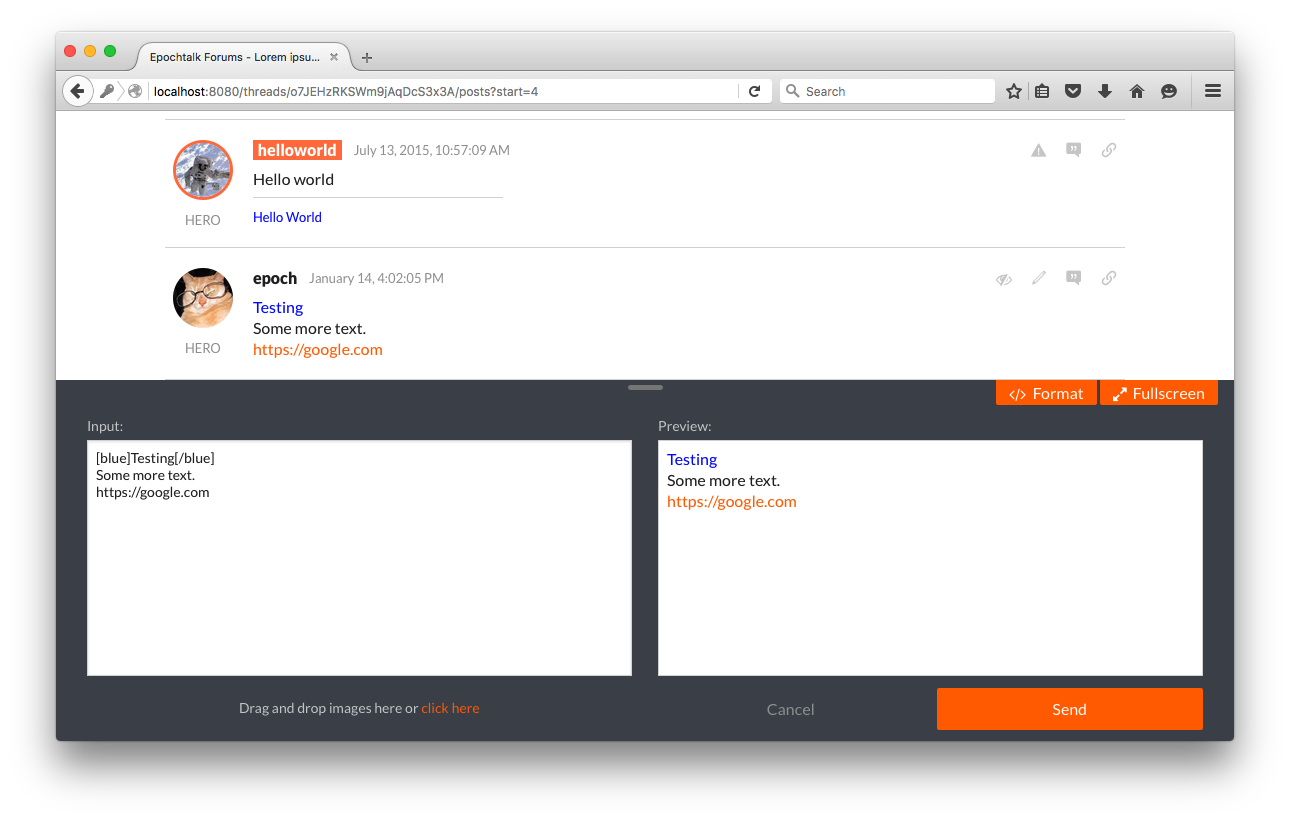 Epochtalk Forums - Lorem ipsu...
localhost:8080/threads/o7JEHzRKSWm9jAqDcS3x3A/posts?start=4
Search
helloworld July 13, 2015, 10:57:09 AM
Hello world
HERO
Hello World
epoch January 14, 4:02:05 PM
Testing
Some more text.
HERO
https://google.com
</> Format
Fullscreen
Input:
Preview:
[blue]Testing[/blue]
Some more text.
https://google.com
Testing
Some more text.
https://google.com
Drag and drop images here or click here
Cancel
Send